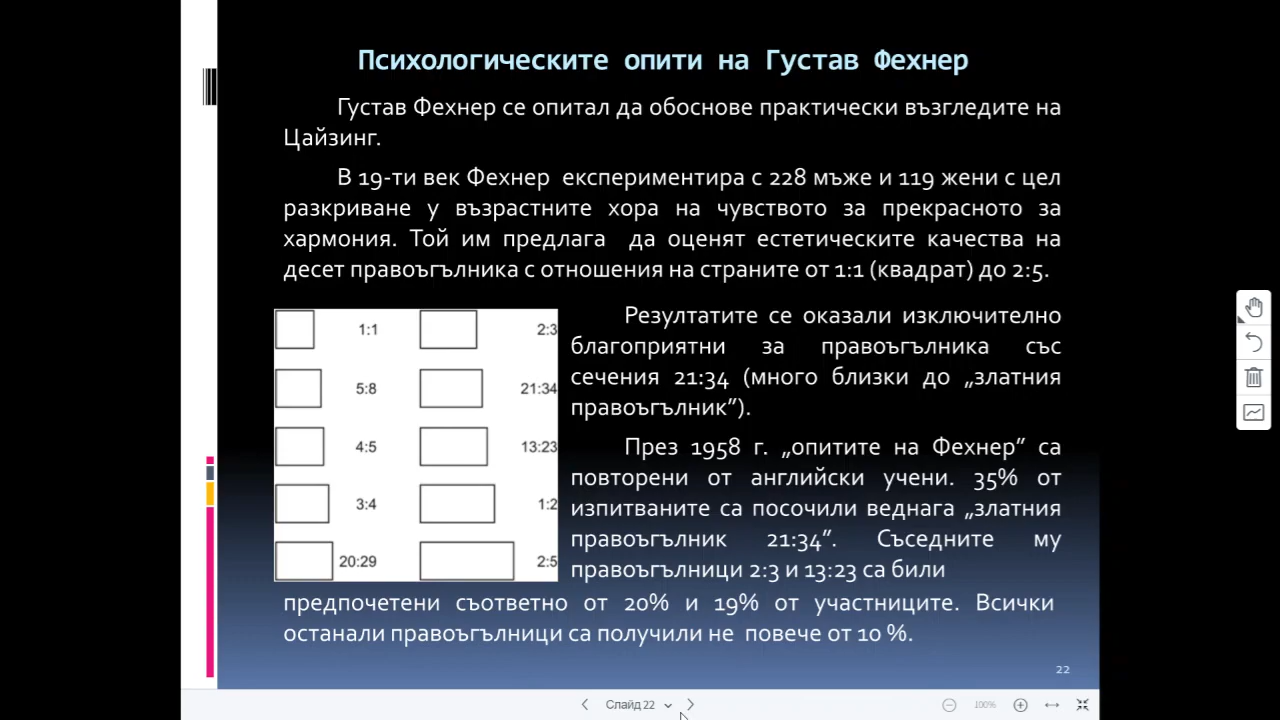 Психологическите опити на Густав Фехнер
Густав Фехнер се опитал да обоснове практически възгледите на
Цайзинг.
В 19-ти век Фехнер експериментира с 228 мъже и 119 жени с цел
разкриване у възрастните хора на чувството за прекрасното за
хармония. Той им предлага да оценят естетическите качества на
десет правоъгълника с отношения на страните от 1:1 (квадрат) до 2:5.
1:1
2:3
5:8
21:34
4:5
13:23
3:4
1:2
20:29
2:5
Резултатите се оказали изключително
благоприятни за правоъгълника със
сечения 21:34 (много близки до „златния
правоъгълник”).
През 1958 г. „опитите на Фехнер” са
повторени от английски учени. 35% от
изпитваните са посочили веднага „златния
правоъгълник 21:34”. Съседните му
правоъгълници 2:3 и 13:23 са били
предпочетени съответно от 20% и 19% от участниците. Всички
останали правоъгълници са получили не повече от 10 %.
22
Слайд 22
100%